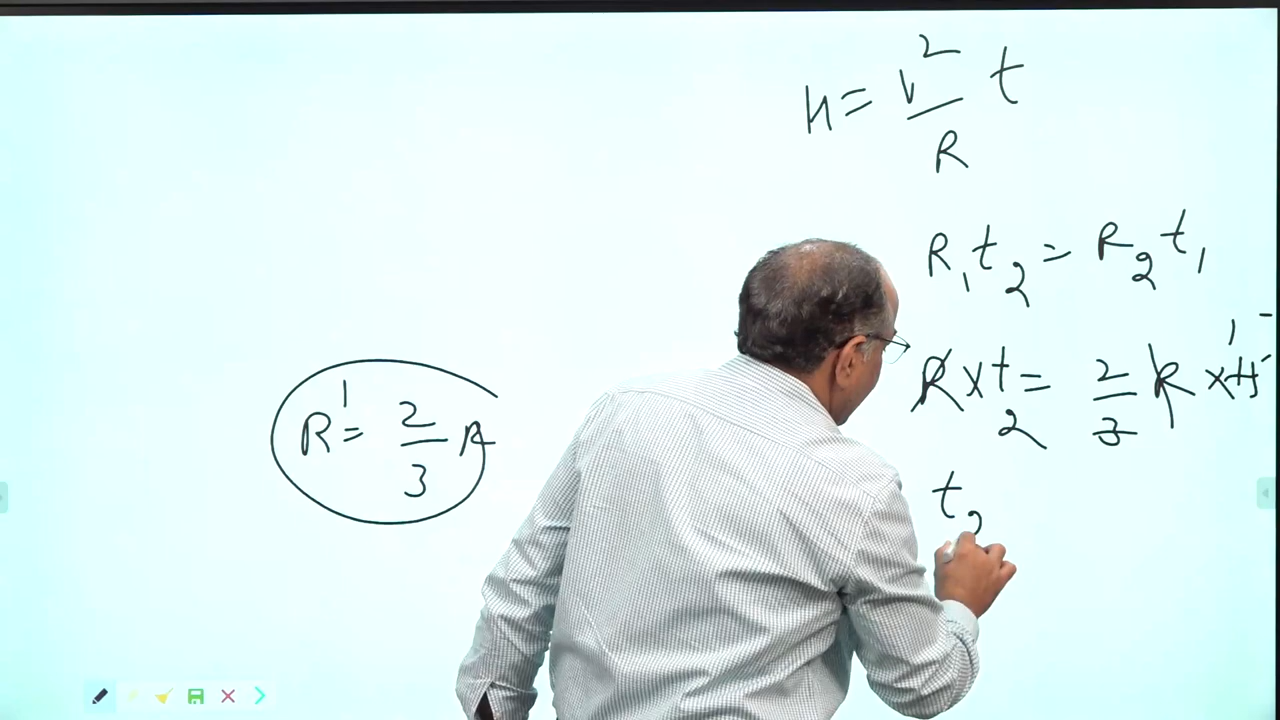 H = V² / R t
R₁t₂ = R₂t₁
R × t₂ = 2/3 R ×
R' = 2/3 R
t₂